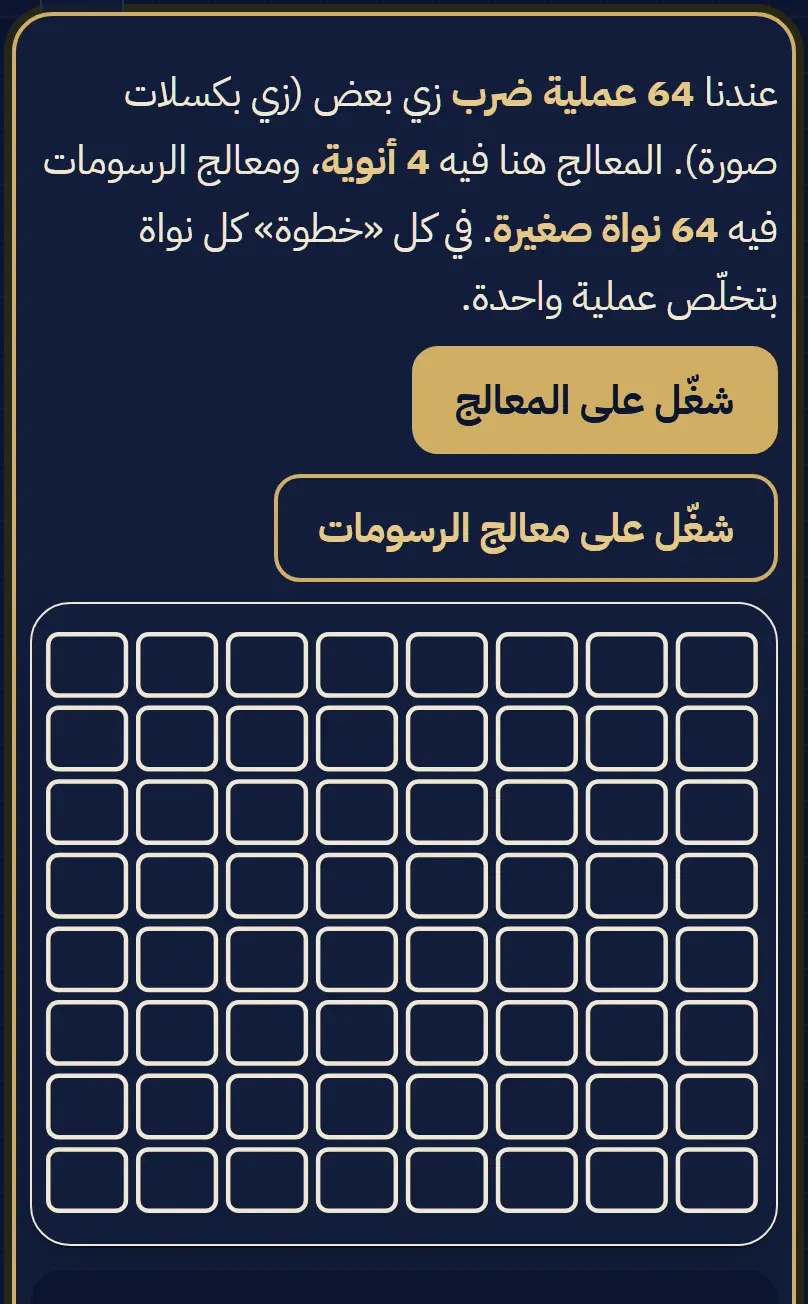 عندنا 64 عملية ضرب زي بعض (زي بكسلات
صورة). المعالج هنا فيه 4 أنوية، ومعالج الرسومات
فيه 64 نواة صغيرة. في كل «خطوة» كل نواة
بتخلّص عملية واحدة.
شغّل على المعالج
شغّل على معالج الرسومات